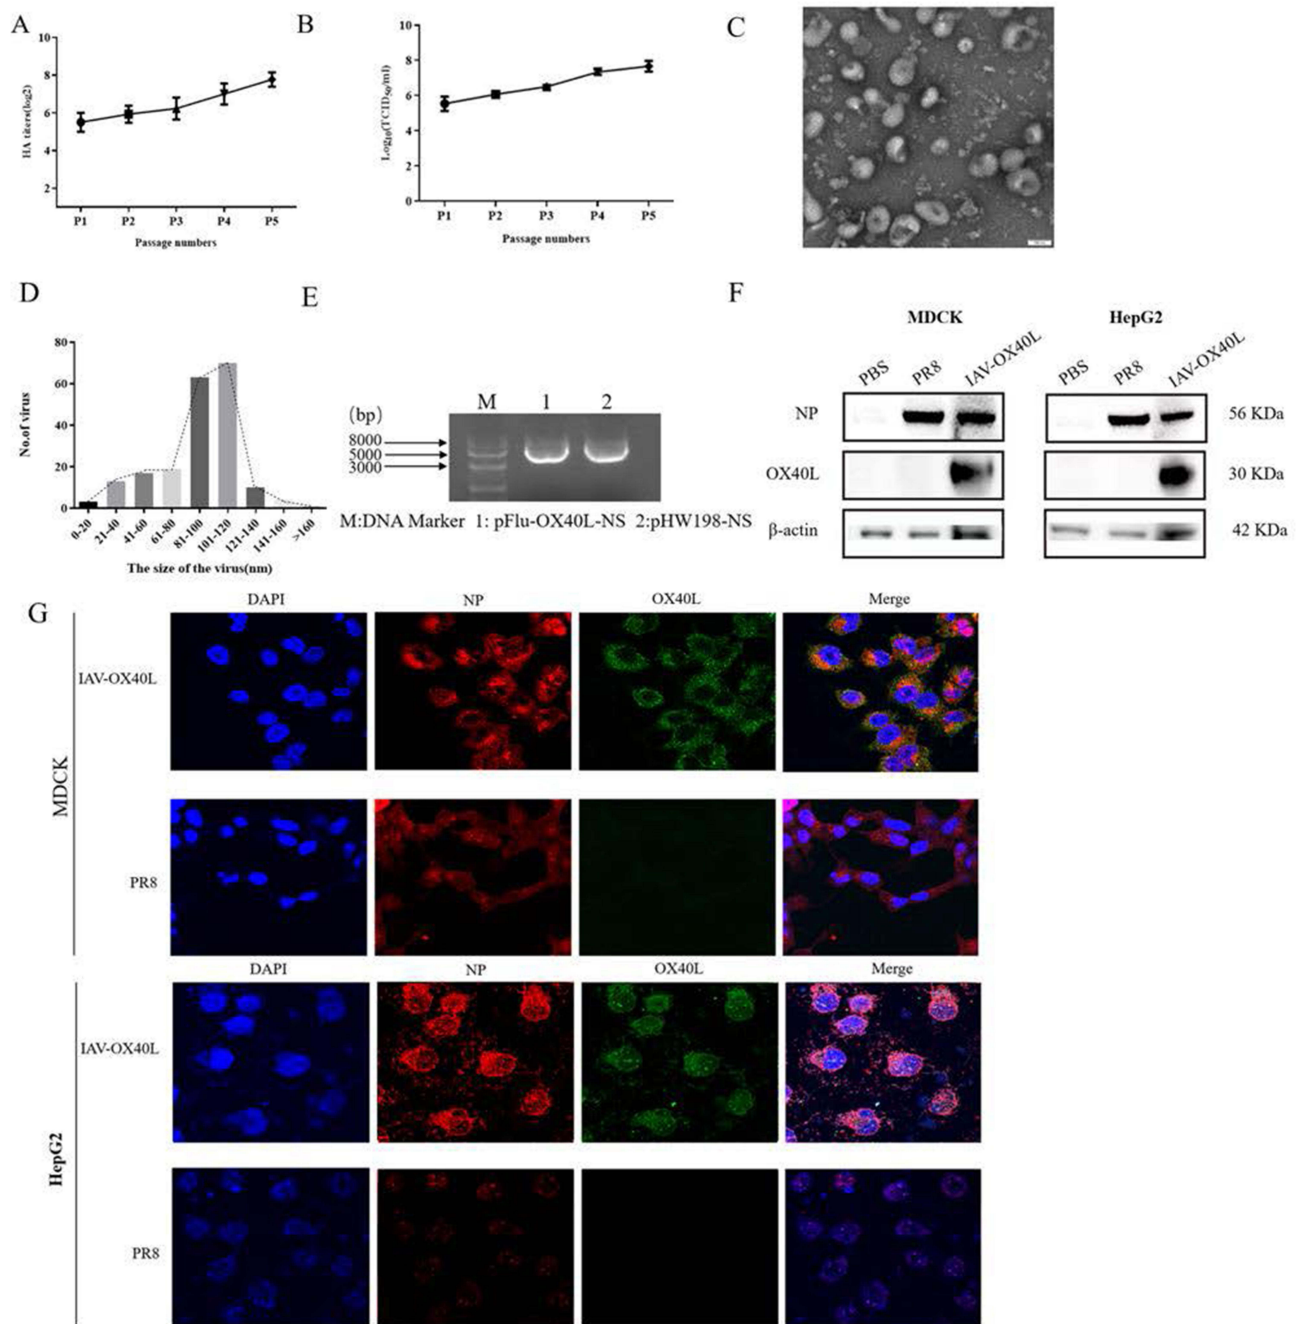 A
HA titers(log2)
10
8
6
4
2
P1 P2 P3 P4 P5
Passage numbers
B
Log10(TCID50/ml)
10
8
6
4
2
0
P1 P2 P3 P4 P5
Passage numbers
C
D
No.of virus
80
60
40
20
0
0-20 21-40 41-60 61-80 81-100 101-120 121-140 141-160 >160
The size of the virus(nm)
E
(bp) M 1 2
8000
5000
3000
M:DNA Marker 1: pFlu-OX40L-NS 2:pHW198-NS
F
MDCK HepG2
PBS PR8 IAV-OX40L PBS PR8 IAV-OX40L
NP 56 KDa
OX40L 30 KDa
β-actin 42 KDa
G
DAPI NP OX40L Merge
MDCK
IAV-OX40L
PR8
DAPI NP OX40L Merge
HepG2
IAV-OX40L
PR8